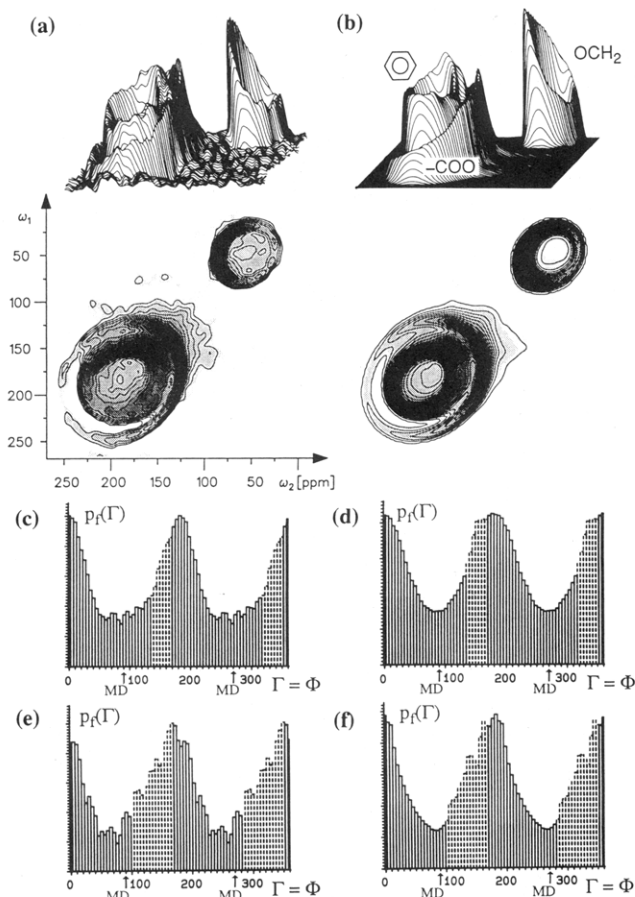 (a)
(b)
OCH2
–COO
ω1
50
100
150
200
250
250 200 150 100 50
ω2 [ppm]
(c) pf(Γ)
(d) pf(Γ)
0 MD 100 200 MD 300 Γ = Φ
0 MD 100 200 MD 300 Γ = Φ
(e) pf(Γ)
(f) pf(Γ)
0 MD 100 200 MD 300 Γ = Φ
0 MD 100 200 MD 300 Γ = Φ